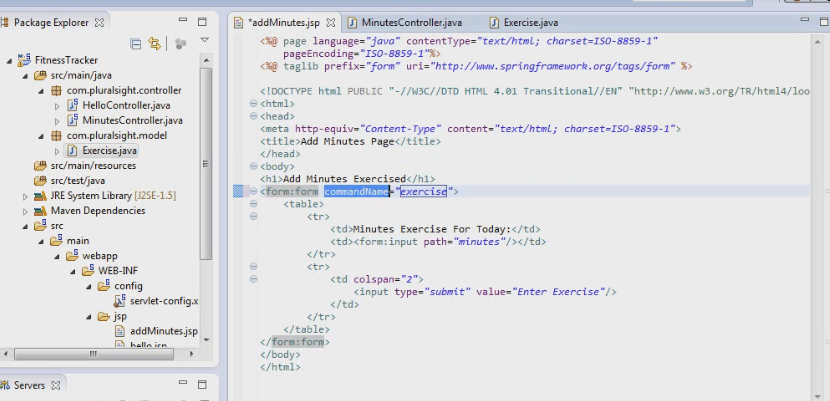 Package Explorer
*addMinutes.jsp
MinutesController.java
Exercise.java
FitnessTracker
src/main/java
com.pluralsight.controller
HelloController.java
MinutesController.java
com.pluralsight.model
Exercise.java
src/main/resources
src/test/java
JRE System Library [J2SE-1.5]
Maven Dependencies
src
main
webapp
WEB-INF
config
servlet-config.x
jsp
addMinutes.jsp
hello.jsp
Servers
<%@ page language="java" contentType="text/html; charset=ISO-8859-1"
pageEncoding="ISO-8859-1"%>
<%@ taglib prefix="form" uri="http://www.springframework.org/tags/form" %>
<!DOCTYPE html PUBLIC "-//W3C//DTD HTML 4.01 Transitional//EN" "http://www.w3.org/TR/html4/loo
<html>
<head>
<meta http-equiv="Content-Type" content="text/html; charset=ISO-8859-1">
<title>Add Minutes Page</title>
</head>
<body>
<h1>Add Minutes Exercised</h1>
<form:form commandName="exercise">
<table>
<tr>
<td>Minutes Exercise For Today:</td>
<td><form:input path="minutes"/></td>
</tr>
<tr>
<td colspan="2">
<input type="submit" value="Enter Exercise"/>
</td>
</tr>
</table>
</form:form>
</body>
</html>